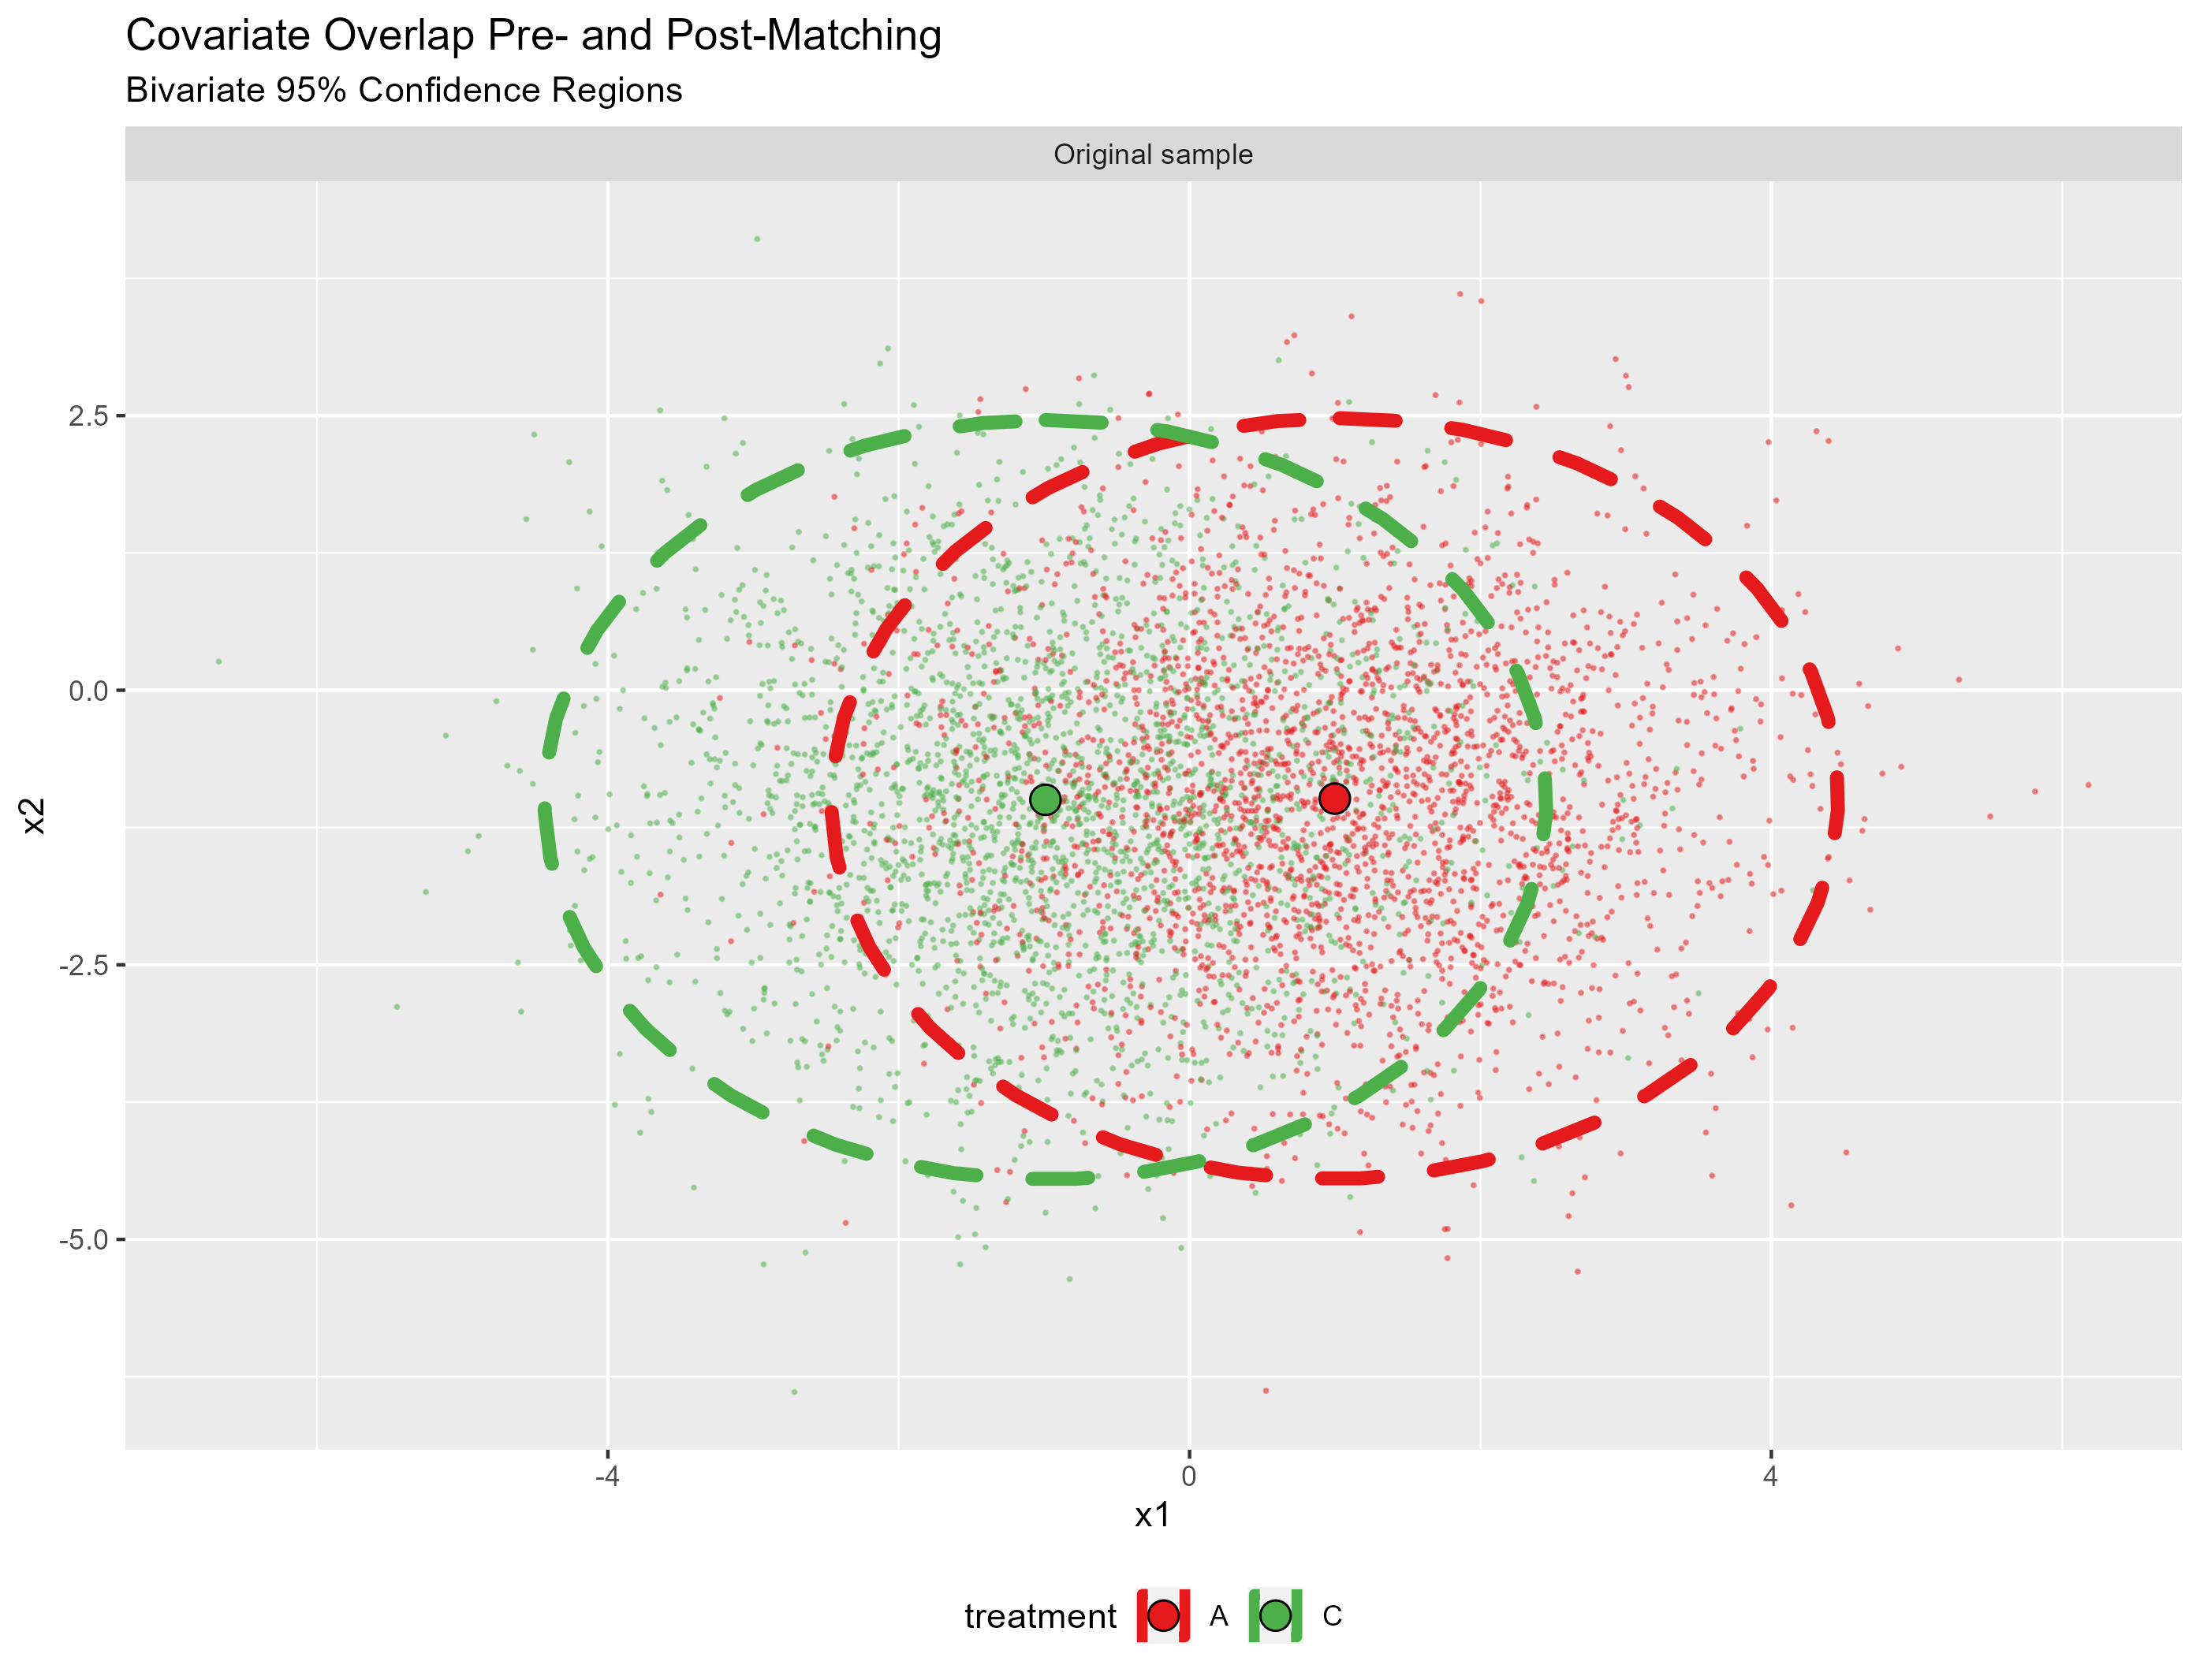 Covariate Overlap Pre- and Post-Matching
Bivariate 95% Confidence Regions
Original sample
2.5
0.0
-2.5
-5.0
x2
-4 0 4
x1
treatment A C